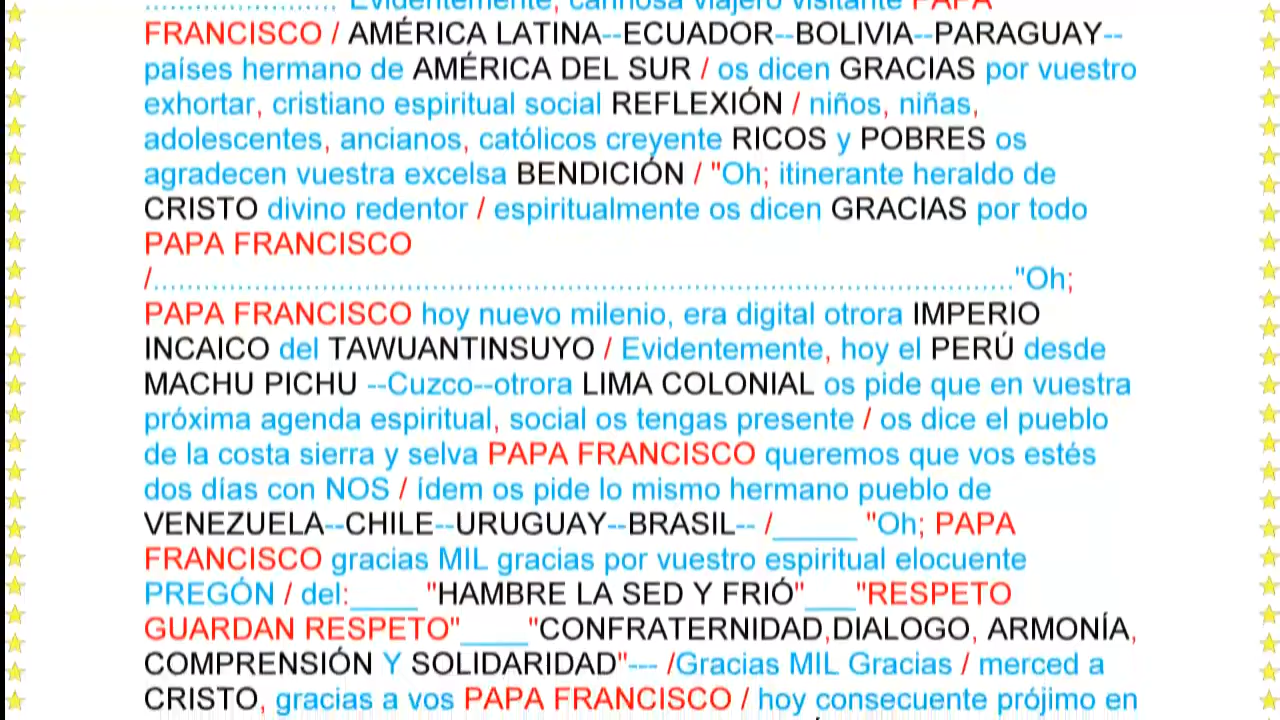 ....................... Evidentemente, cariñosa viajero visitante PAPA
FRANCISCO / AMÉRICA LATINA--ECUADOR--BOLIVIA--PARAGUAY--
países hermano de AMÉRICA DEL SUR / os dicen GRACIAS por vuestro
exhortar, cristiano espiritual social REFLEXIÓN / niños, niñas,
adolescentes, ancianos, católicos creyente RICOS y POBRES os
agradecen vuestra excelsa BENDICIÓN / "Oh; itinerante heraldo de
CRISTO divino redentor / espiritualmente os dicen GRACIAS por todo
PAPA FRANCISCO
/........................................................................................................"Oh;
PAPA FRANCISCO hoy nuevo milenio, era digital otrora IMPERIO
INCAICO del TAWUANTINSUYO / Evidentemente, hoy el PERÚ desde
MACHU PICHU --Cuzco--otrora LIMA COLONIAL os pide que en vuestra
próxima agenda espiritual, social os tengas presente / os dice el pueblo
de la costa sierra y selva PAPA FRANCISCO queremos que vos estés
dos días con NOS / ídem os pide lo mismo hermano pueblo de
VENEZUELA--CHILE--URUGUAY--BRASIL-- /_____ "Oh; PAPA
FRANCISCO gracias MIL gracias por vuestro espiritual elocuente
PREGÓN / del:____ "HAMBRE LA SED Y FRIÓ"___"RESPETO
GUARDAN RESPETO"____"CONFRATERNIDAD,DIALOGO, ARMONÍA,
COMPRENSIÓN Y SOLIDARIDAD"--- /Gracias MIL Gracias / merced a
CRISTO, gracias a vos PAPA FRANCISCO / hoy consecuente prójimo en